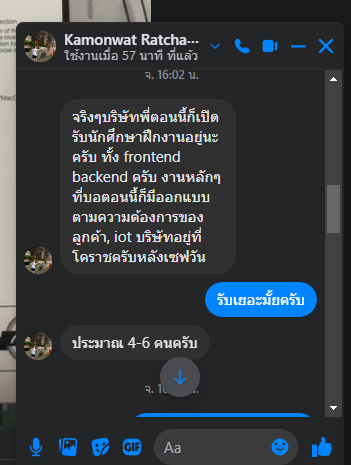 ection
Kamonwat Ratcha...
ใช้งานเมื่อ 57 นาที ที่แล้ว
จ. 16:02 น.
จริงๆบริษัทพี่ตอนนี้ก็เปิด
รับนักศึกษาฝึกงานอยู่นะ
ครับ ทั้ง frontend
backend ครับ งานหลักๆ
ที่บอตอนนี้ก็มีออกแบบ
ตามความต้องการของ
ลูกค้า, iot บริษัทอยู่ที่
โคราชครับหลังเซฟวัน
รับเยอะมั้ยครับ
ประมาณ 4-6 คนครับ
GIF
Aa